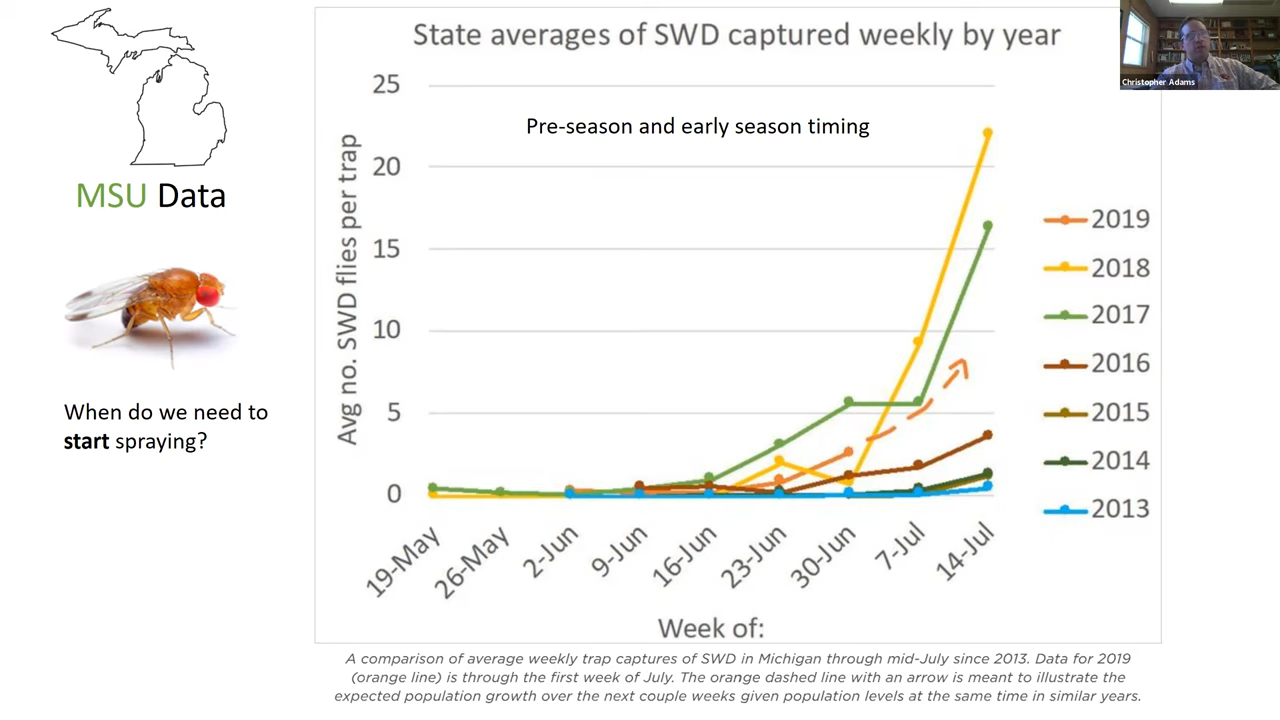 State averages of SWD captured weekly by year
Christopher Adams
Pre-season and early season timing
MSU Data
When do we need to
start spraying?
Avg no. SWD flies per trap
25
20
15
10
5
0
19-May
26-May
2-Jun
9-Jun
16-Jun
23-Jun
30-Jun
7-Jul
14-Jul
Week of:
2019
2018
2017
2016
2015
2014
2013
A comparison of average weekly trap captures of SWD in Michigan through mid-July since 2013. Data for 2019
(orange line) is through the first week of July. The orange dashed line with an arrow is meant to illustrate the
expected population growth over the next couple weeks given population levels at the same time in similar years.